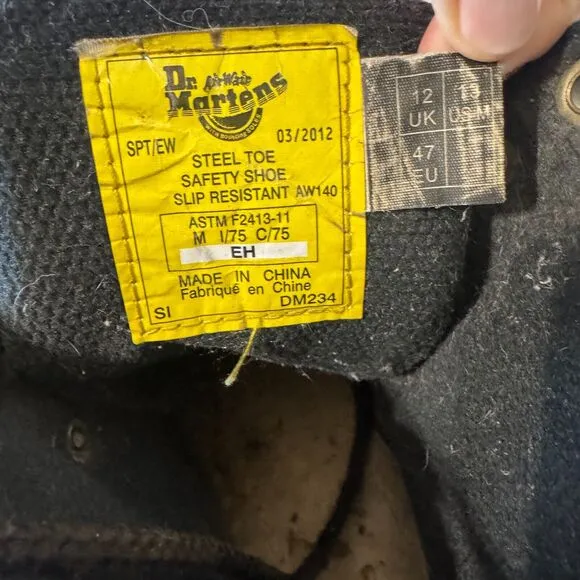 Dr. AirWair
Martens
WITH BOUNCING SOLES
SPT/EW
03/2012
STEEL TOE
SAFETY SHOE
SLIP RESISTANT AW140
ASTM F2413-11
M I/75 C/75
EH
MADE IN CHINA
Fabriqué en Chine
SI
DM234
12
UK
13
US M
47
EU